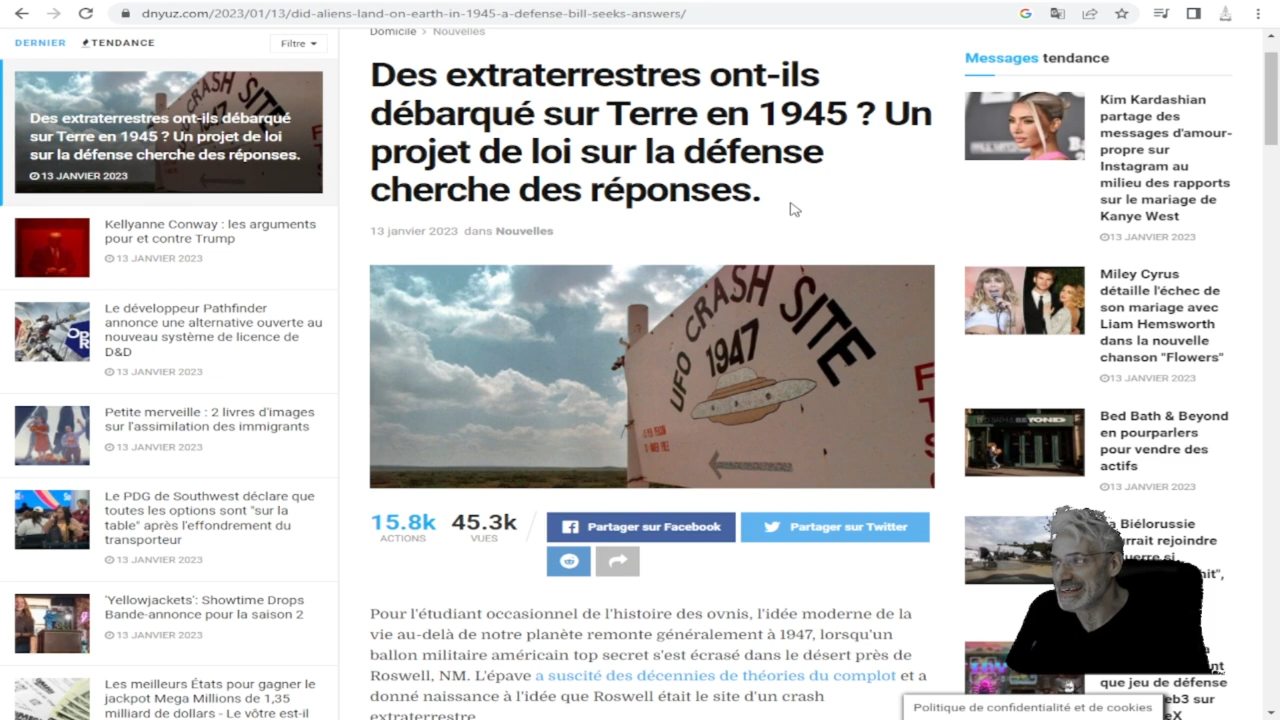 dnyuz.com/2023/01/13/did-aliens-land-on-earth-in-1945-a-defense-bill-seeks-answers/
DERNIER
TENDANCE
Filtre
CRASH SITE
Des extraterrestres ont-ils débarqué
sur Terre en 1945 ? Un projet de loi
sur la défense cherche des réponses.
13 JANVIER 2023
Kellyanne Conway : les arguments
pour et contre Trump
13 JANVIER 2023
Le développeur Pathfinder
annonce une alternative ouverte au
nouveau système de licence de
D&D
13 JANVIER 2023
Petite merveille : 2 livres d'images
sur l'assimilation des immigrants
13 JANVIER 2023
Le PDG de Southwest déclare que
toutes les options sont "sur la
table" après l'effondrement du
transporteur
13 JANVIER 2023
'Yellowjackets': Showtime Drops
Bande-annonce pour la saison 2
13 JANVIER 2023
Les meilleurs États pour gagner le
jackpot Mega Millions de 1,35
milliard de dollars - Le vôtre est-il
Domicile > Nouvelles
Des extraterrestres ont-ils
débarqué sur Terre en 1945 ? Un
projet de loi sur la défense
cherche des réponses.
13 janvier 2023 dans Nouvelles
UFO CRASH SITE
1947
15.8k
ACTIONS
45.3k
VUES
Partager sur Facebook
Partager sur Twitter
Pour l'étudiant occasionnel de l'histoire des ovnis, l'idée moderne de la
vie au-delà de notre planète remonte généralement à 1947, lorsqu'un
ballon militaire américain top secret s'est écrasé dans le désert près de
Roswell, NM. L'épave a suscité des décennies de théories du complot et a
donné naissance à l'idée que Roswell était le site d'un crash
extraterrestre
Messages tendance
Kim Kardashian
partage des
messages d'amour-
propre sur
Instagram au
milieu des rapports
sur le mariage de
Kanye West
13 JANVIER 2023
Miley Cyrus
détaille l'échec de
son mariage avec
Liam Hemsworth
dans la nouvelle
chanson "Flowers"
13 JANVIER 2023
Bed Bath & Beyond
en pourparlers
pour vendre des
actifs
13 JANVIER 2023
Biélorussie
rejoindre
si
que jeu de défense
sur
Politique de confidentialité et de cookies